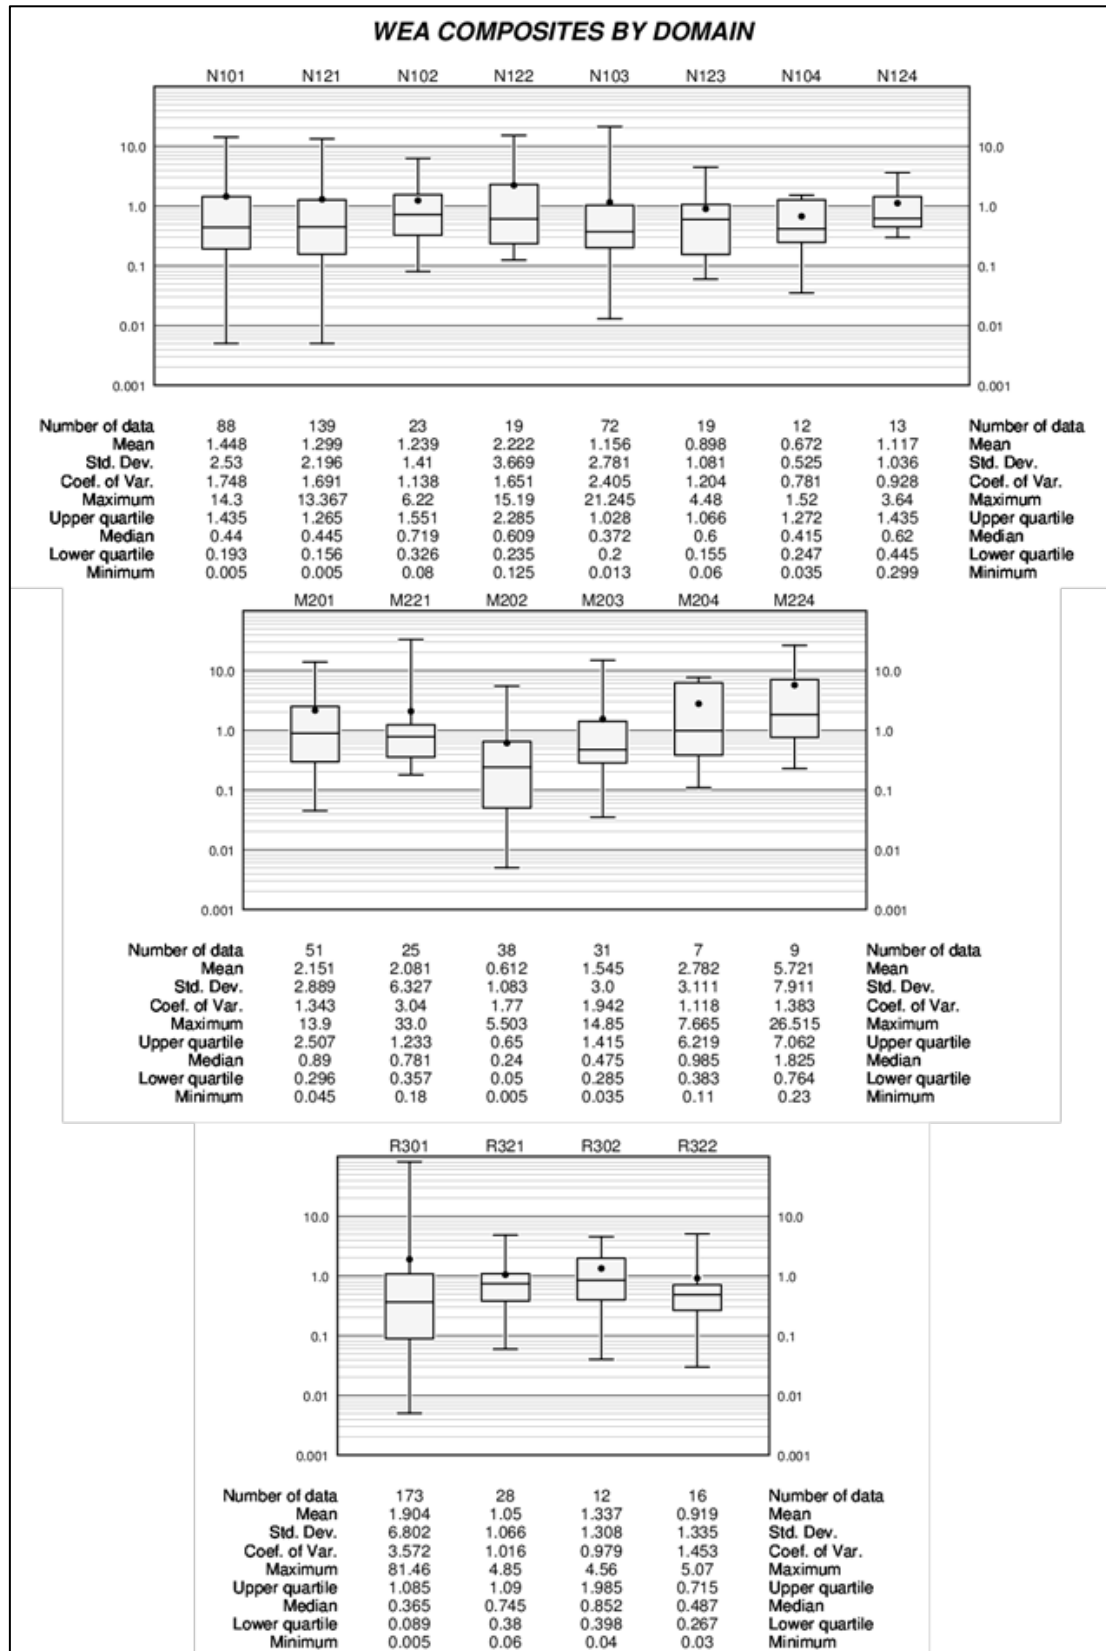 WEA COMPOSITES BY DOMAIN
N101 N121 N102 N122 N103 N123 N104 N124
10.0 10.0
1.0 1.0
0.1 0.1
0.01 0.01
0.001 0.001
Number of data 88 139 23 19 72 19 12 13 Number of data
Mean 1.448 1.299 1.239 2.222 1.156 0.898 0.672 1.117 Mean
Std. Dev. 2.53 2.196 1.41 3.669 2.781 1.081 0.525 1.036 Std. Dev.
Coef. of Var. 1.748 1.691 1.138 1.651 2.405 1.204 0.781 0.928 Coef. of Var.
Maximum 14.3 13.367 6.22 15.19 21.245 4.48 1.52 3.64 Maximum
Upper quartile 1.435 1.265 1.551 2.285 1.028 1.066 1.272 1.435 Upper quartile
Median 0.44 0.445 0.719 0.609 0.372 0.6 0.415 0.62 Median
Lower quartile 0.193 0.156 0.326 0.235 0.2 0.155 0.247 0.445 Lower quartile
Minimum 0.005 0.005 0.08 0.125 0.013 0.06 0.035 0.299 Minimum
M201 M221 M202 M203 M204 M224
10.0 10.0
1.0 1.0
0.1 0.1
0.01 0.01
0.001 0.001
Number of data 51 25 38 31 7 9 Number of data
Mean 2.151 2.081 0.612 1.545 2.782 5.721 Mean
Std. Dev. 2.889 6.327 1.083 3.0 3.111 7.911 Std. Dev.
Coef. of Var. 1.343 3.04 1.77 1.942 1.118 1.383 Coef. of Var.
Maximum 13.9 33.0 5.503 14.85 7.665 26.515 Maximum
Upper quartile 2.507 1.233 0.65 1.415 6.219 7.062 Upper quartile
Median 0.89 0.781 0.24 0.475 0.985 1.825 Median
Lower quartile 0.296 0.357 0.05 0.285 0.383 0.764 Lower quartile
Minimum 0.045 0.18 0.005 0.035 0.11 0.23 Minimum
R301 R321 R302 R322
10.0 10.0
1.0 1.0
0.1 0.1
0.01 0.01
0.001 0.001
Number of data 173 28 12 16 Number of data
Mean 1.904 1.05 1.337 0.919 Mean
Std. Dev. 6.802 1.066 1.308 1.335 Std. Dev.
Coef. of Var. 3.572 1.016 0.979 1.453 Coef. of Var.
Maximum 81.46 4.85 4.56 5.07 Maximum
Upper quartile 1.085 1.09 1.985 0.715 Upper quartile
Median 0.365 0.745 0.852 0.487 Median
Lower quartile 0.089 0.38 0.398 0.267 Lower quartile
Minimum 0.005 0.06 0.04 0.03 Minimum